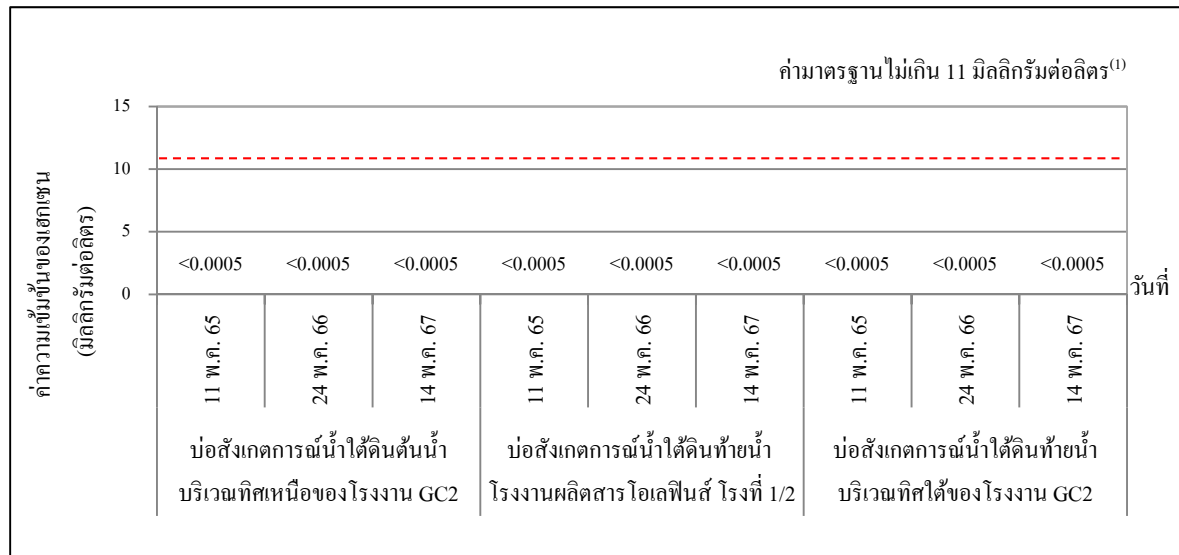 ค่ามาตรฐานไม่เกิน 11 มิลลิกรัมต่อลิตร(1)
ค่าความเข้มข้นของเฮกเซน
(มิลลิกรัมต่อลิตร)
15
10
5
0
<0.0005 <0.0005 <0.0005 <0.0005 <0.0005 <0.0005 <0.0005 <0.0005 <0.0005
วันที่
11 พ.ค. 65 24 พ.ค. 66 14 พ.ค. 67 11 พ.ค. 65 24 พ.ค. 66 14 พ.ค. 67 11 พ.ค. 65 24 พ.ค. 66 14 พ.ค. 67
บ่อสังเกตการณ์น้ำใต้ดินต้นน้ำ
บริเวณทิศเหนือของโรงงาน GC2
บ่อสังเกตการณ์น้ำใต้ดินท้ายน้ำ
โรงงานผลิตสารโอเลฟินส์ โรงที่ 1/2
บ่อสังเกตการณ์น้ำใต้ดินท้ายน้ำ
บริเวณทิศใต้ของโรงงาน GC2